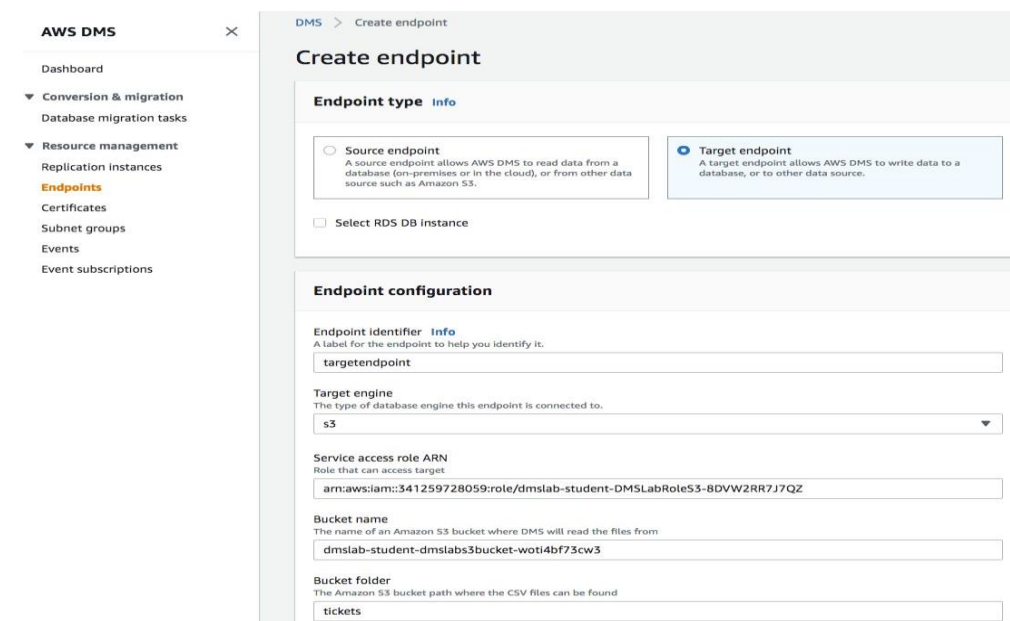 AWS DMS
Dashboard
Conversion & migration
Database migration tasks
Resource management
Replication instances
Endpoints
Certificates
Subnet groups
Events
Event subscriptions
DMS > Create endpoint
Create endpoint
Endpoint type Info
Source endpoint
A source endpoint allows AWS DMS to read data from a
database (on-premises or in the cloud), or from other data
source such as Amazon S3.
Target endpoint
A target endpoint allows AWS DMS to write data to a
database, or to other data source.
Select RDS DB instance
Endpoint configuration
Endpoint identifier Info
A label for the endpoint to help you identify it.
targetendpoint
Target engine
The type of database engine this endpoint is connected to.
s3
Service access role ARN
Role that can access target
arn:aws:iam::341259728059:role/dmslab-student-DMSLabRoleS3-8DVW2RR7J7QZ
Bucket name
The name of an Amazon S3 bucket where DMS will read the files from
dmslab-student-dmslabs3bucket-woti4bf73cw3
Bucket folder
The Amazon S3 bucket path where the CSV files can be found
tickets